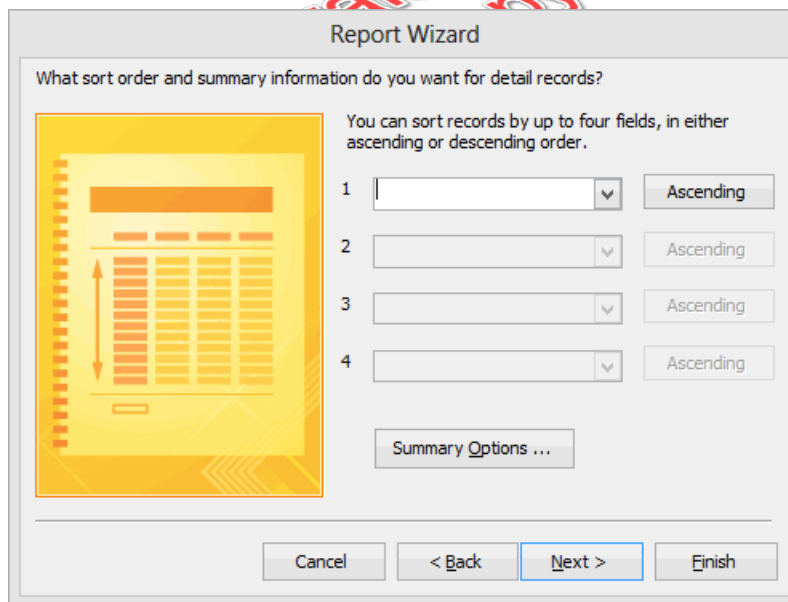 Report Wizard
What sort order and summary information do you want for detail records?
You can sort records by up to four fields, in either
ascending or descending order.
1 Ascending
2 Ascending
3 Ascending
4 Ascending
Summary Options ...
Cancel < Back Next > Finish